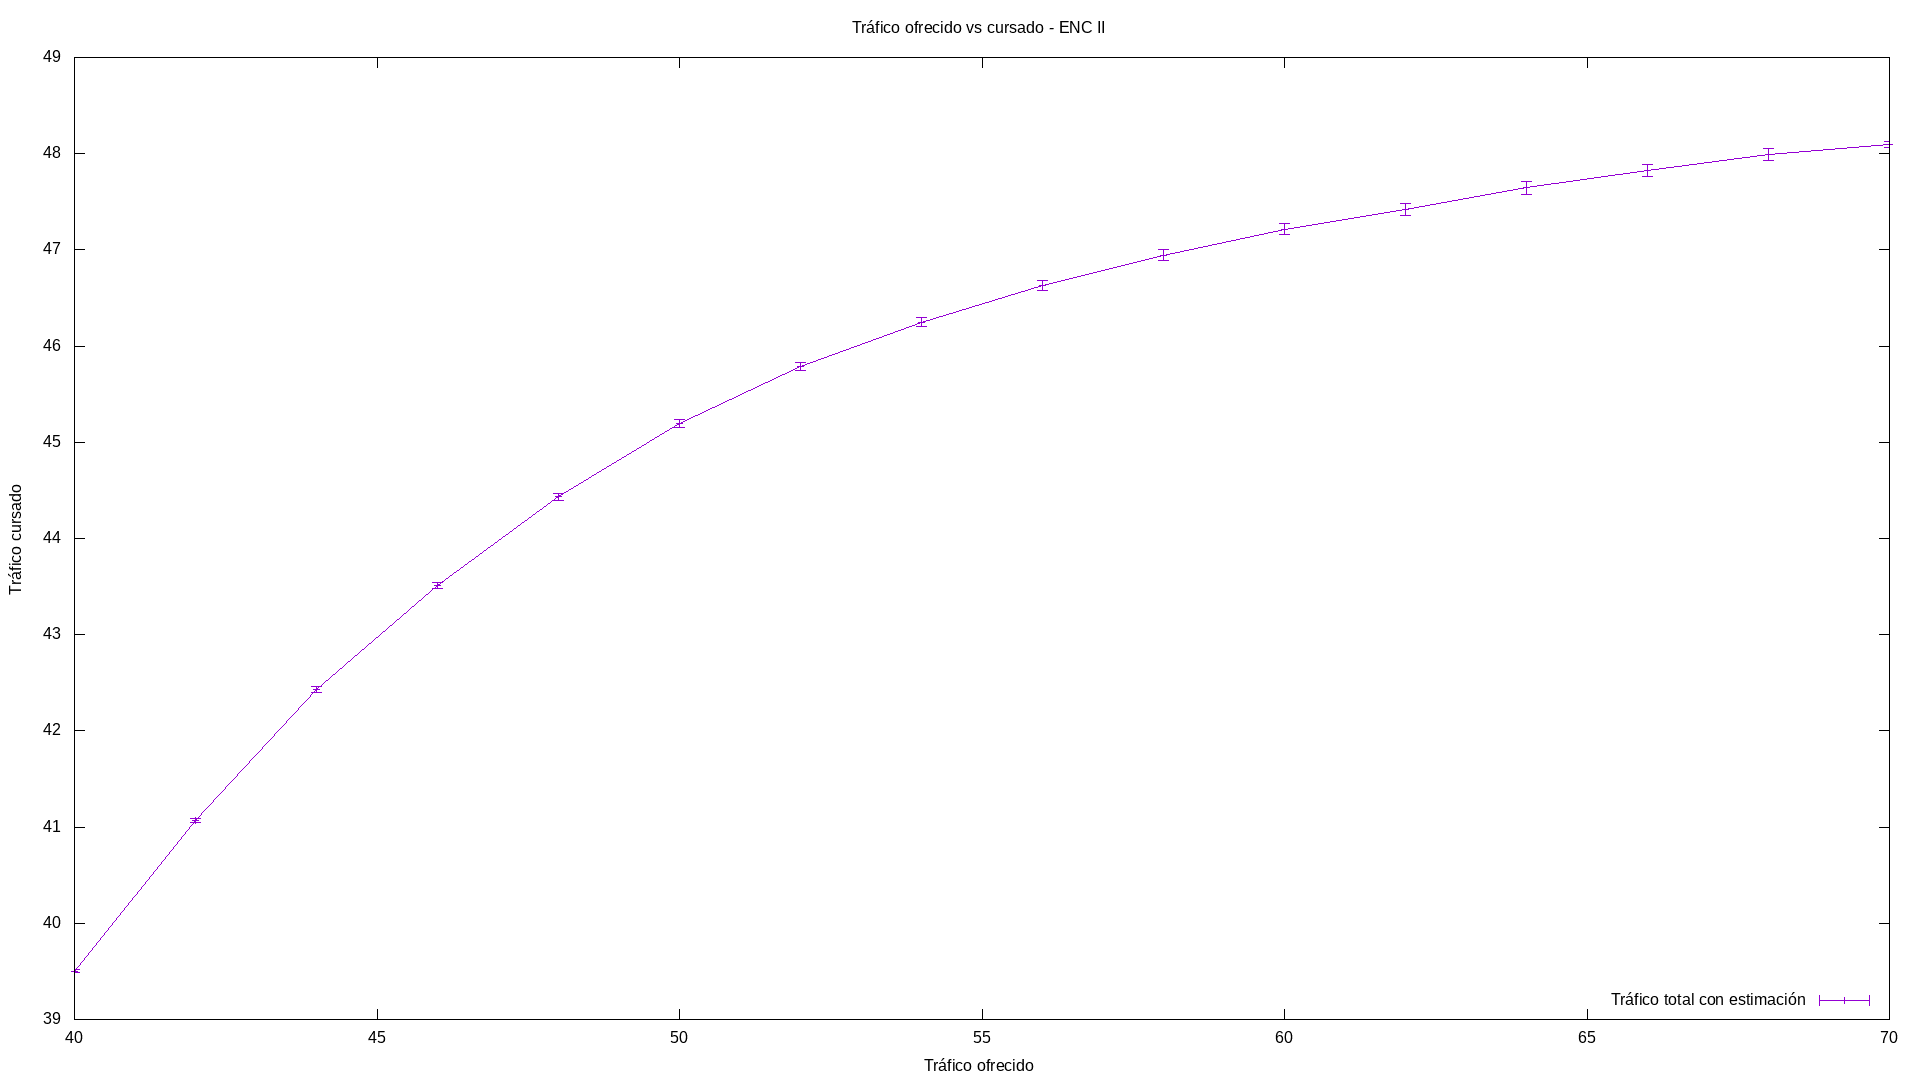 Tráfico ofrecido vs cursado - ENC II
49
48
47
46
45
44
43
42
41
40
39
Tráfico cursado
Tráfico total con estimación
40 45 50 55 60 65 70
Tráfico ofrecido